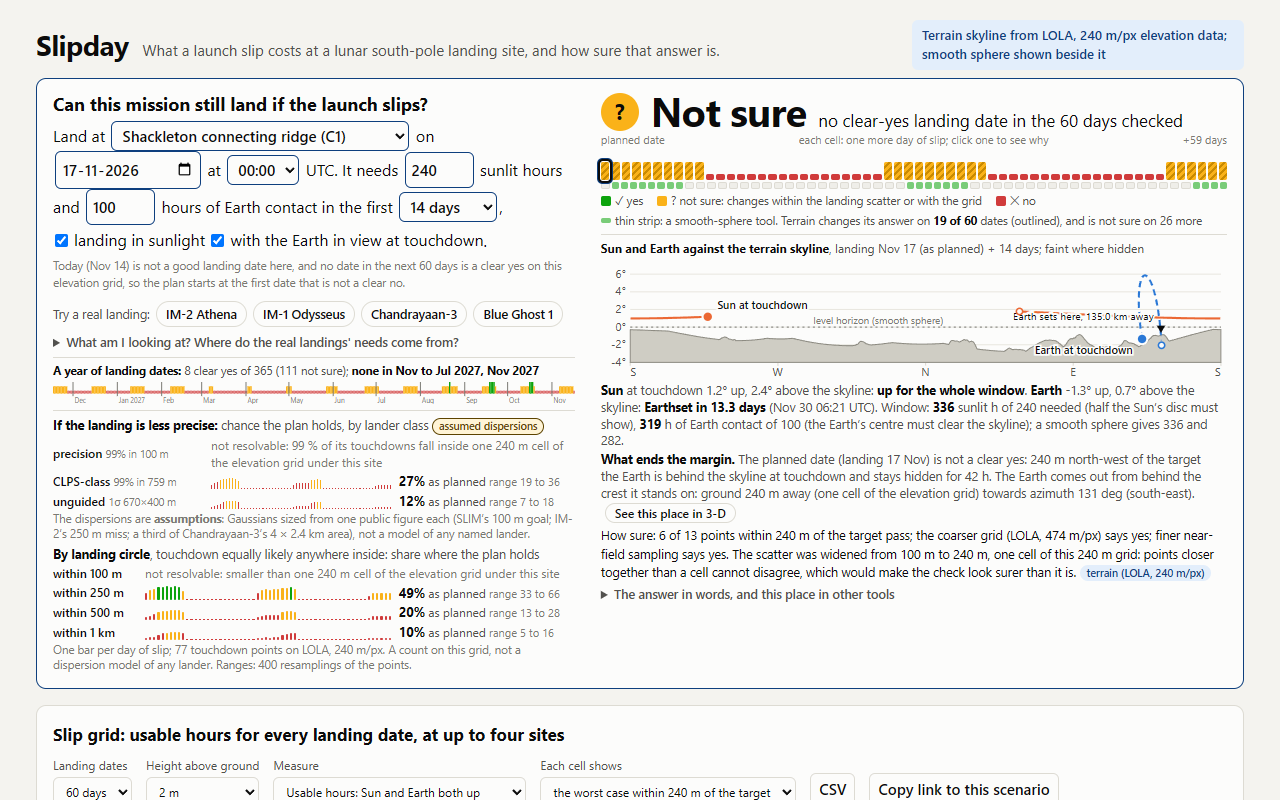 Slipday What a launch slip costs at a lunar south-pole landing site, and how sure that answer is.
Terrain skyline from LOLA, 240 m/px elevation data;
smooth sphere shown beside it
Can this mission still land if the launch slips?
Land at Shackleton connecting ridge (C1) on
17-11-2026 at 00:00 UTC. It needs 240 sunlit hours
and 100 hours of Earth contact in the first 14 days ,
landing in sunlight with the Earth in view at touchdown.
Today (Nov 14) is not a good landing date here, and no date in the next 60 days is a clear yes on this
elevation grid, so the plan starts at the first date that is not a clear no.
Try a real landing: IM-2 Athena IM-1 Odysseus Chandrayaan-3 Blue Ghost 1
▶ What am I looking at? Where do the real landings' needs come from?
A year of landing dates: 8 clear yes of 365 (111 not sure); none in Nov to Jul 2027, Nov 2027
Dec Jan 2027 Feb Mar Apr May Jun Jul Aug Sep Oct Nov
If the landing is less precise: chance the plan holds, by lander class assumed dispersions
precision 99% in 100 m not resolvable: 99 % of its touchdowns fall inside one 240 m cell of
the elevation grid under this site
CLPS-class 99% in 759 m 27% as planned range 19 to 36
unguided 1σ 670×400 m 12% as planned range 7 to 18
The dispersions are assumptions: Gaussians sized from one public figure each (SLIM's 100 m goal; IM-
2's 250 m miss; a third of Chandrayaan-3's 4 × 2.4 km area), not a model of any named lander.
By landing circle, touchdown equally likely anywhere inside: share where the plan holds
within 100 m not resolvable: smaller than one 240 m cell of the elevation grid under this site
within 250 m 49% as planned range 33 to 66
within 500 m 20% as planned range 13 to 28
within 1 km 10% as planned range 5 to 16
One bar per day of slip; 77 touchdown points on LOLA, 240 m/px. A count on this grid, not a
dispersion model of any lander. Ranges: 400 resamplings of the points.
? Not sure no clear-yes landing date in the 60 days checked
planned date each cell: one more day of slip; click one to see why +59 days
✓ yes ? not sure: changes within the landing scatter or with the grid ✕ no
thin strip: a smooth-sphere tool. Terrain changes its answer on 19 of 60 dates (outlined), and is not sure on 26 more
Sun and Earth against the terrain skyline, landing Nov 17 (as planned) + 14 days; faint where hidden
6°
4°
2°
0°
-2°
-4°
Sun at touchdown
level horizon (smooth sphere)
Earth sets here, 135.0 km away
Earth at touchdown
S W N E S
Sun at touchdown 1.2° up, 2.4° above the skyline: up for the whole window. Earth -1.3° up, 0.7° above the
skyline: Earthset in 13.3 days (Nov 30 06:21 UTC). Window: 336 sunlit h of 240 needed (half the Sun's disc must
show), 319 h of Earth contact of 100 (the Earth's centre must clear the skyline); a smooth sphere gives 336 and
282.
What ends the margin. The planned date (landing 17 Nov) is not a clear yes: 240 m north-west of the target
the Earth is behind the skyline at touchdown and stays hidden for 42 h. The Earth comes out from behind the
crest it stands on: ground 240 m away (one cell of the elevation grid) towards azimuth 131 deg (south-east).
See this place in 3-D
How sure: 6 of 13 points within 240 m of the target pass; the coarser grid (LOLA, 474 m/px) says yes; finer near-
field sampling says yes. The scatter was widened from 100 m to 240 m, one cell of this 240 m grid: points closer
together than a cell cannot disagree, which would make the check look surer than it is. terrain (LOLA, 240 m/px)
▶ The answer in words, and this place in other tools
Slip grid: usable hours for every landing date, at up to four sites
Landing dates Height above ground Measure Each cell shows
60 days 2 m Usable hours: Sun and Earth both up the worst case within 240 m of the target CSV Copy link to this scenario